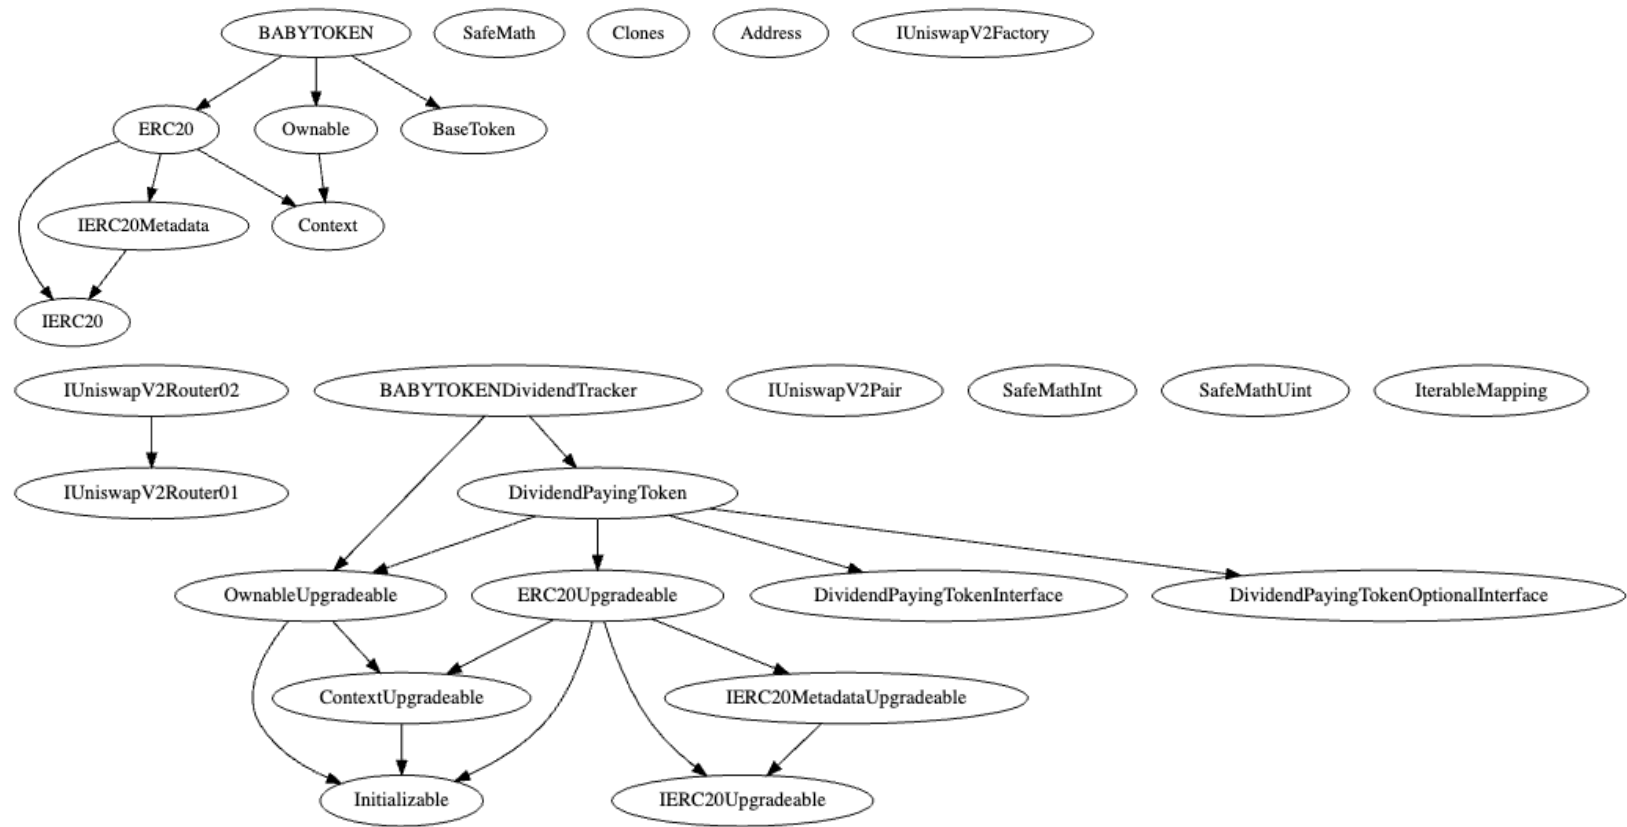 BABYTOKEN
SafeMath
Clones
Address
IUniswapV2Factory
ERC20
Ownable
BaseToken
IERC20Metadata
Context
IERC20
IUniswapV2Router02
BABYTOKENDividendTracker
IUniswapV2Pair
SafeMathInt
SafeMathUint
IterableMapping
IUniswapV2Router01
DividendPayingToken
OwnableUpgradeable
ERC20Upgradeable
DividendPayingTokenInterface
DividendPayingTokenOptionalInterface
ContextUpgradeable
IERC20MetadataUpgradeable
Initializable
IERC20Upgradeable